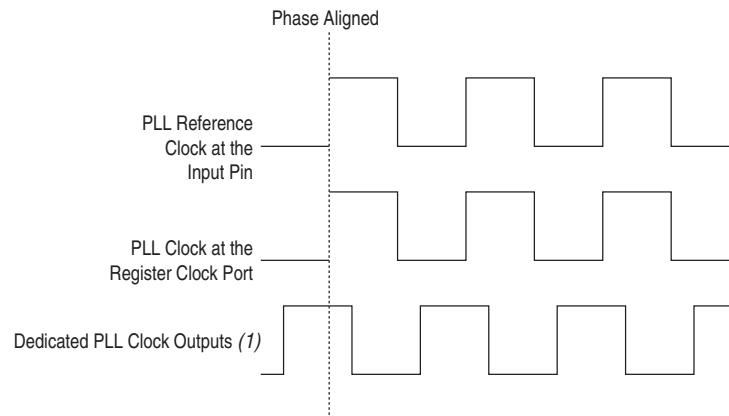 Phase Aligned
PLL Reference
Clock at the
Input Pin
PLL Clock at the
Register Clock Port
Dedicated PLL Clock Outputs (1)